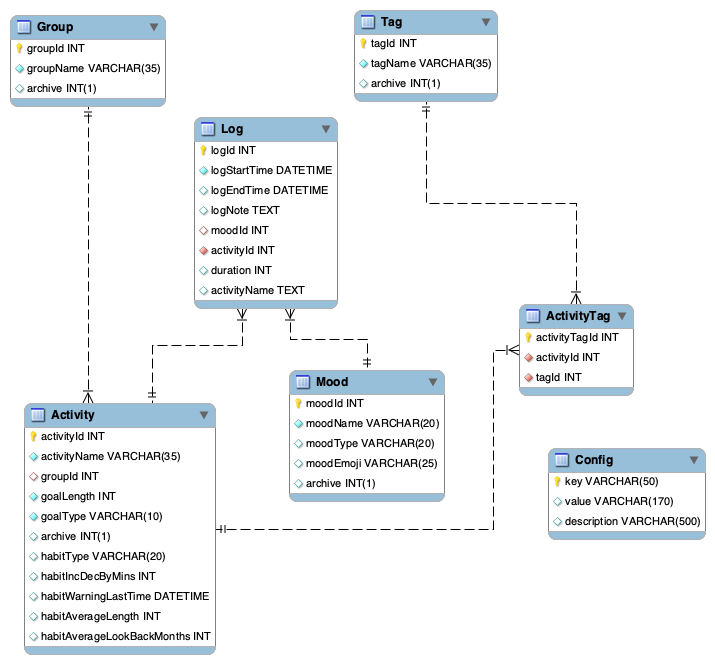 Group
groupId INT
groupName VARCHAR(35)
archive INT(1)
Tag
tagId INT
tagName VARCHAR(35)
archive INT(1)
Log
logId INT
logStartTime DATETIME
logEndTime DATETIME
logNote TEXT
moodId INT
activityId INT
duration INT
activityName TEXT
ActivityTag
activityTagId INT
activityId INT
tagId INT
Mood
moodId INT
moodName VARCHAR(20)
moodType VARCHAR(20)
moodEmoji VARCHAR(25)
archive INT(1)
Activity
activityId INT
activityName VARCHAR(35)
groupId INT
goalLength INT
goalType VARCHAR(10)
archive INT(1)
habitType VARCHAR(20)
habitIncDecByMins INT
habitWarningLastTime DATETIME
habitAverageLength INT
habitAverageLookBackMonths INT
Config
key VARCHAR(50)
value VARCHAR(170)
description VARCHAR(500)